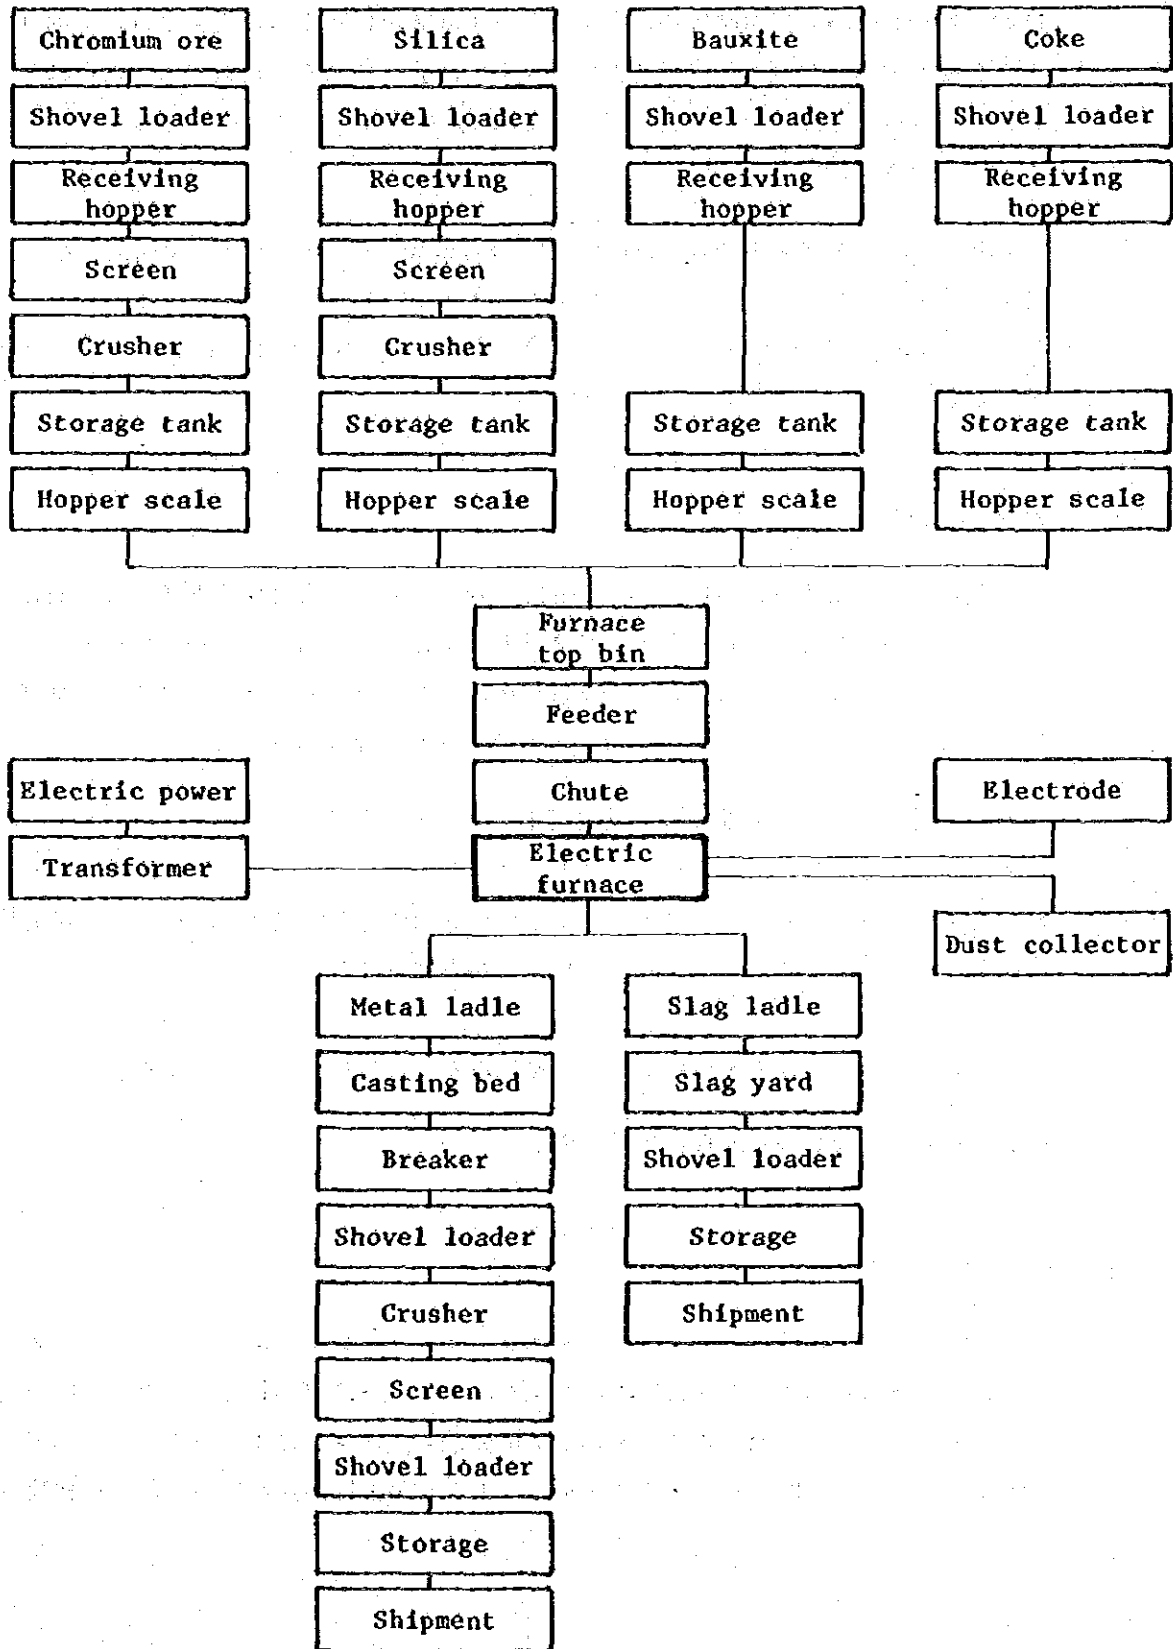 Chromium ore
Silica
Bauxite
Coke
Shovel loader
Shovel loader
Shovel loader
Shovel loader
Receiving
hopper
Receiving
hopper
Receiving
hopper
Receiving
hopper
Screen
Screen
Crusher
Crusher
Storage tank
Storage tank
Storage tank
Storage tank
Hopper scale
Hopper scale
Hopper scale
Hopper scale
Furnace
top bin
Feeder
Electric power
Chute
Electrode
Transformer
Electric
furnace
Dust collector
Metal ladle
Slag ladle
Casting bed
Slag yard
Breaker
Shovel loader
Shovel loader
Storage
Crusher
Shipment
Screen
Shovel loader
Storage
Shipment